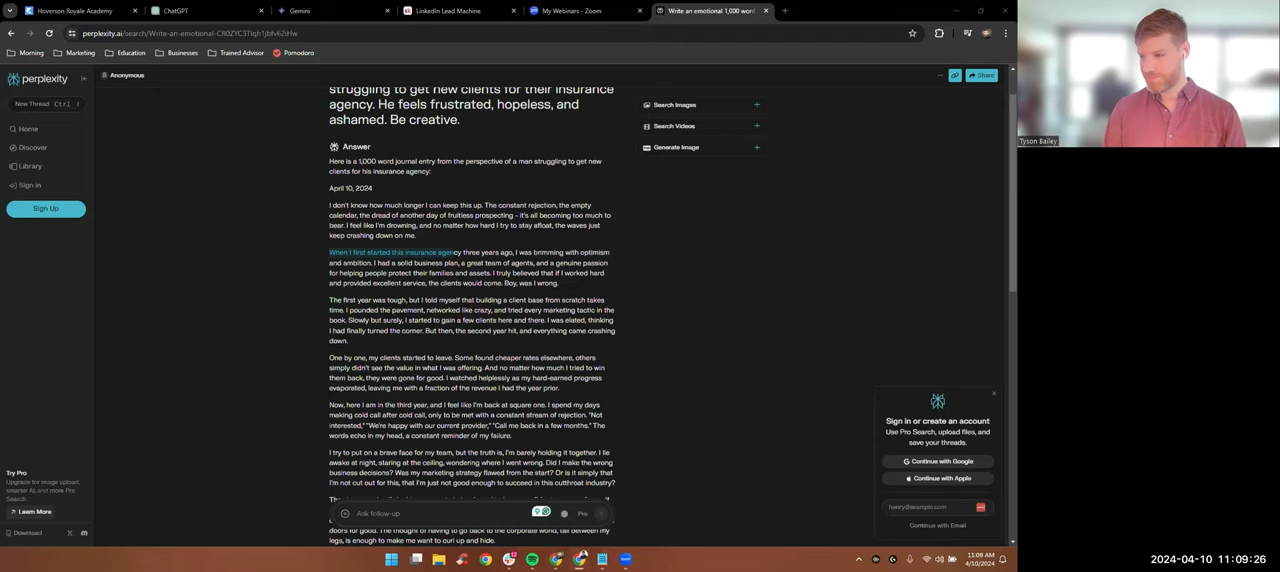 Hoverson Royale Academy
ChatGPT
Gemini
LinkedIn Lead Machine
My Webinars - Zoom
Write an emotional 1,000 word
perplexity.ai/search/Write-an-emotional-
Morning
Marketing
Education
Businesses
Trained Advisor
Pomodoro
perplexity
New Thread Ctrl
Home
Discover
Library
Sign in
Sign Up
Try Pro
Upgrade for image upload,
smarter AI, and more Pro
Search.
Learn More
Download
Anonymous
Share
struggling to get new clients for their insurance
agency. He feels frustrated, hopeless, and
ashamed. Be creative.
Answer
Here is a 1,000 word journal entry from the perspective of a man struggling to get new
clients for his insurance agency:
April 10, 2024
I don't know how much longer I can keep this up. The constant rejection, the empty
calendar, the dread of another day of fruitless prospecting - it's all becoming too much to
bear. I feel like I'm drowning, and no matter how hard I try to stay afloat, the waves just
keep crashing down on me.
When I first started this insurance agency three years ago, I was brimming with optimism
and ambition. I had a solid business plan, a great team of agents, and a genuine passion
for helping people protect their families and assets. I truly believed that if I worked hard
and provided excellent service, the clients would come. Boy, was I wrong.
The first year was tough, but I told myself that building a client base from scratch takes
time. I pounded the pavement, networked like crazy, and tried every marketing tactic in the
book. Slowly but surely, I started to gain a few clients here and there. I was elated, thinking
I had finally turned the corner. But then, the second year hit, and everything came crashing
down.
One by one, my clients started to leave. Some found cheaper rates elsewhere, others
simply didn't see the value in what I was offering. And no matter how much I tried to win
them back, they were gone for good. I watched helplessly as my hard-earned progress
evaporated, leaving me with a fraction of the revenue I had the year prior.
Now, here I am in the third year, and I feel like I'm back at square one. I spend my days
making cold call after cold call, only to be met with a constant stream of rejection. "Not
interested," "We're happy with our current provider," "Call me back in a few months." The
words echo in my head, a constant reminder of my failure.
I try to put on a brave face for my team, but the truth is, I'm barely holding it together. I lie
awake at night, staring at the ceiling, wondering where I went wrong. Did I make the wrong
business decisions? Was my marketing strategy flawed from the start? Or is it simply that
I'm not cut out for this, that I'm just not good enough to succeed in this cutthroat industry?
Ask follow-up
Pro
doors for good. The thought of having to go back to the corporate world, tail between my
legs, is enough to make me want to curl up and hide.
Search Images
Search Videos
Generate Image
Sign in or create an account
Use Pro Search, upload files, and
save your threads.
Continue with Google
Continue with Apple
henry@example.com
Continue with Email
Tyson Bailey
11:09 AM
4/10/2024
2024-04-10 11:09:26